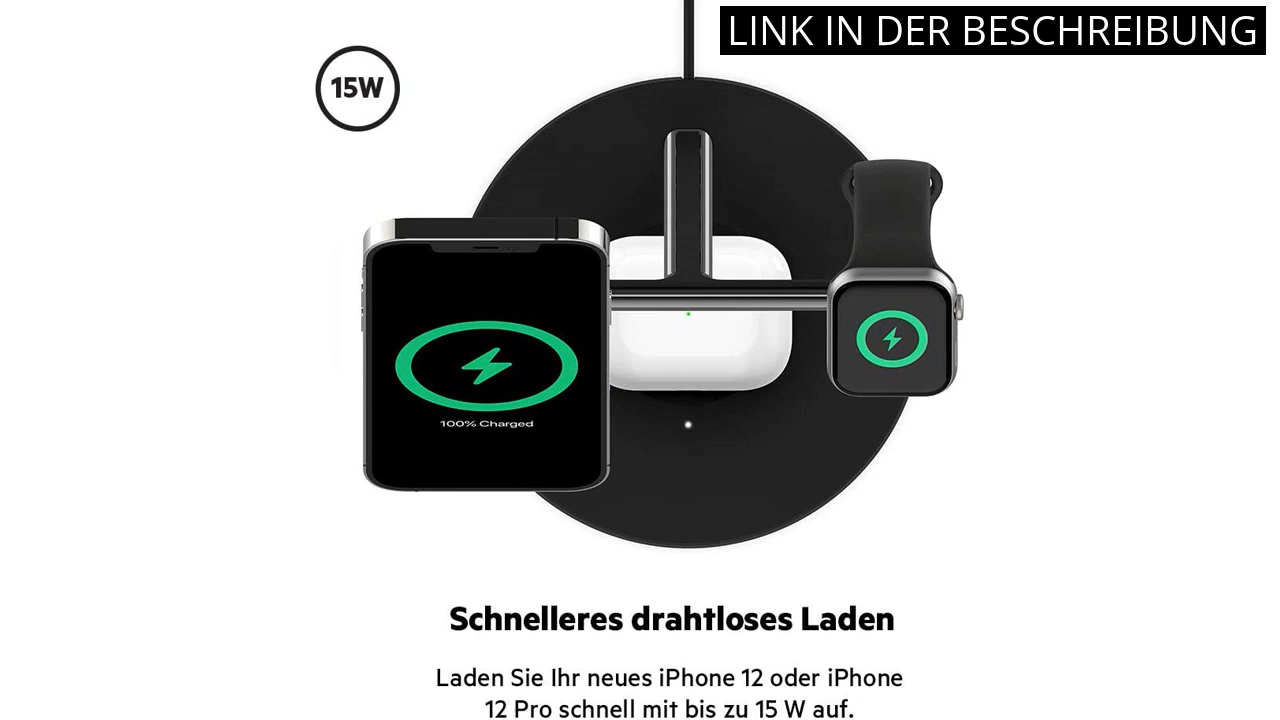 LINK IN DER BESCHREIBUNG
15W
100% Charged
Schnelleres drahtloses Laden
Laden Sie Ihr neues iPhone 12 oder iPhone
12 Pro schnell mit bis zu 15 W auf.